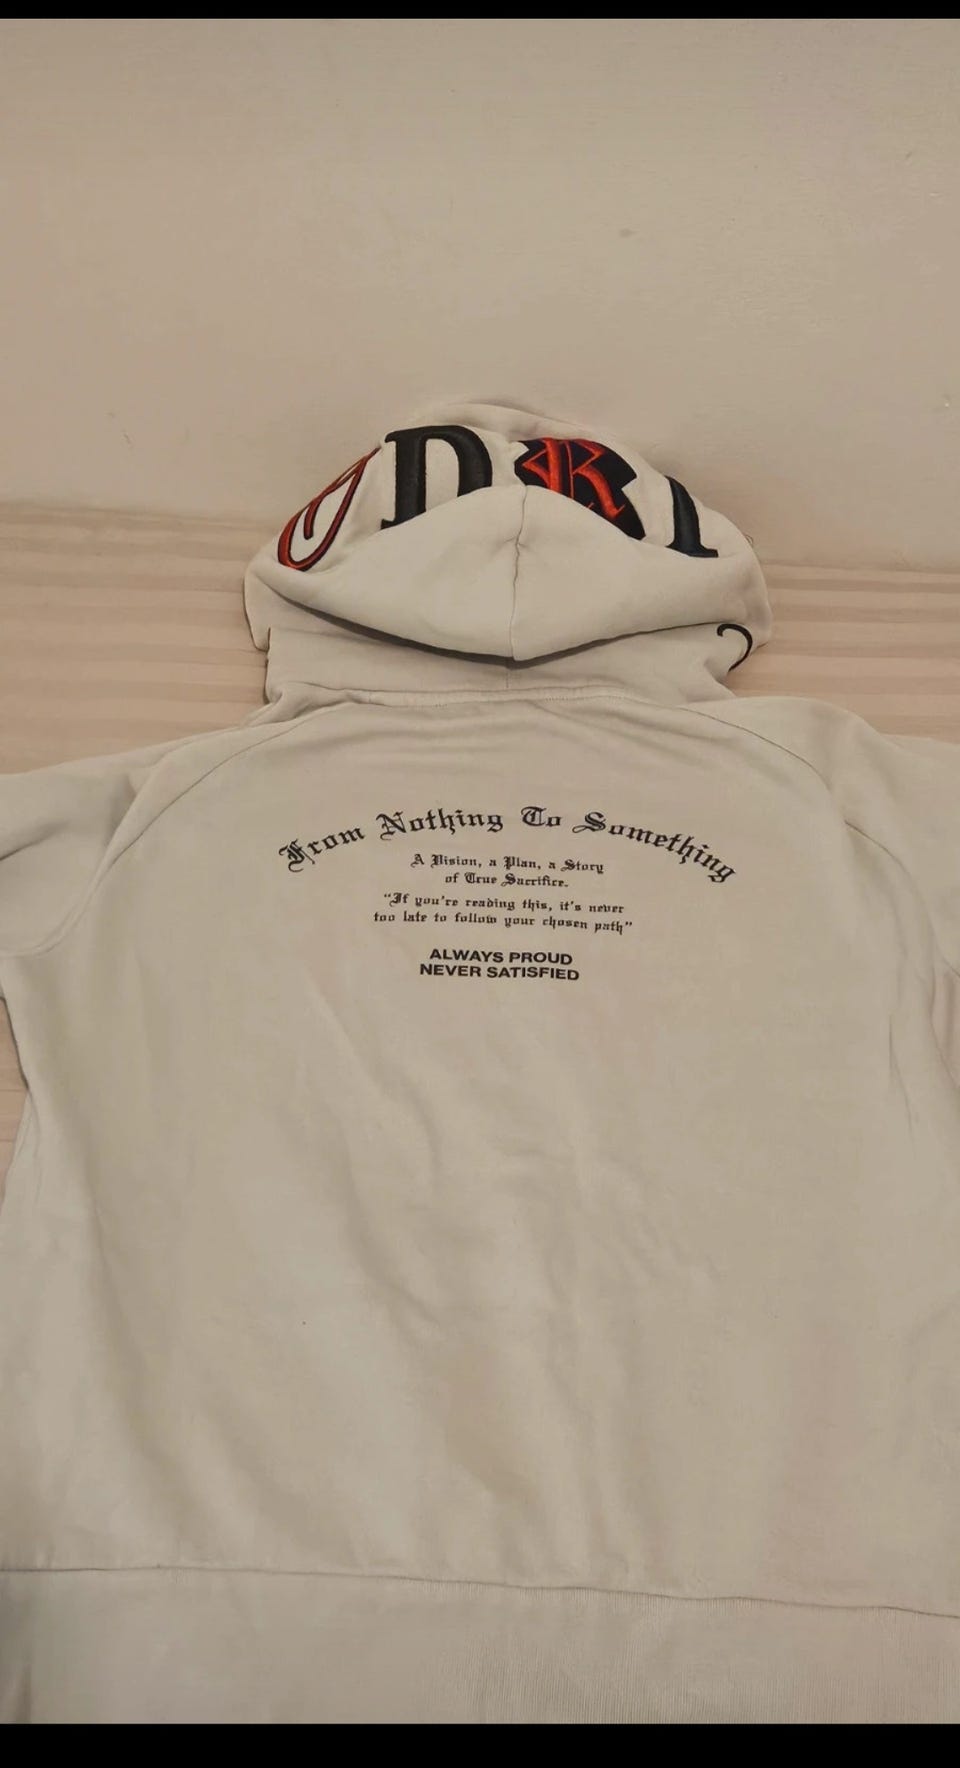 D R I
From Nothing To Something
A Vision, a Plan, a Story
of True Sacrifice.
"If you're reading this, it's never
too late to follow your chosen path"
ALWAYS PROUD
NEVER SATISFIED